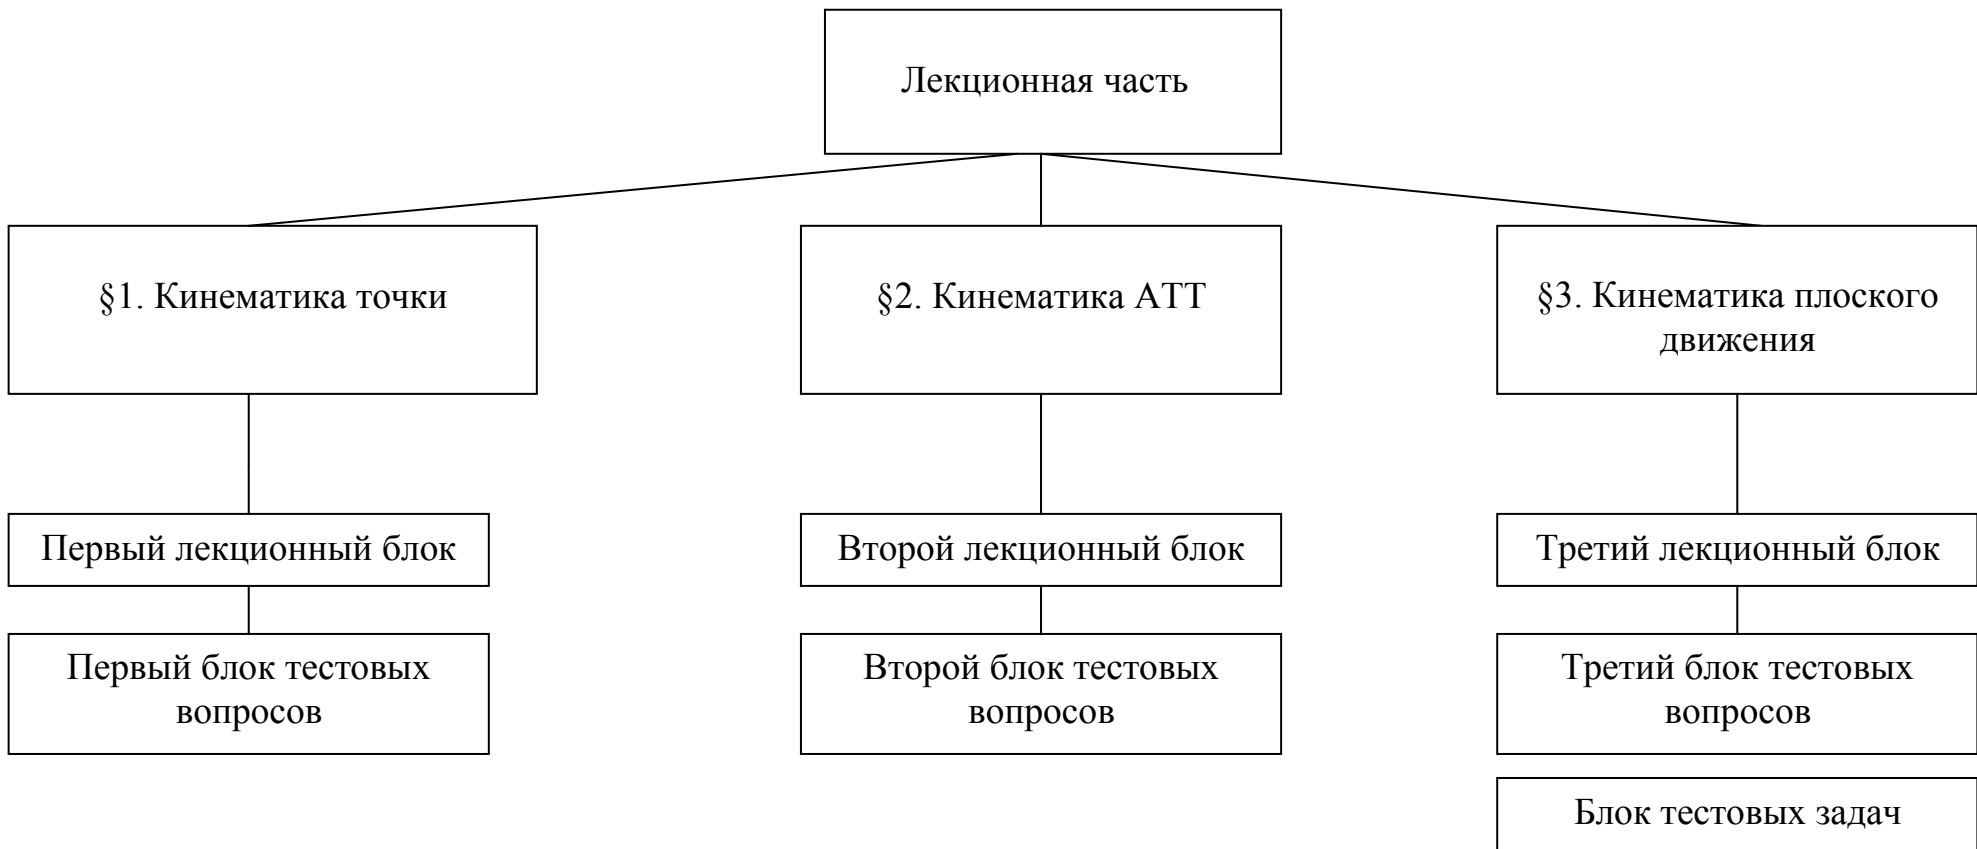 Лекционная часть
§1. Кинематика точки
§2. Кинематика АТТ
§3. Кинематика плоского
движения
Первый лекционный блок
Второй лекционный блок
Третий лекционный блок
Первый блок тестовых
вопросов
Второй блок тестовых
вопросов
Третий блок тестовых
вопросов
Блок тестовых задач